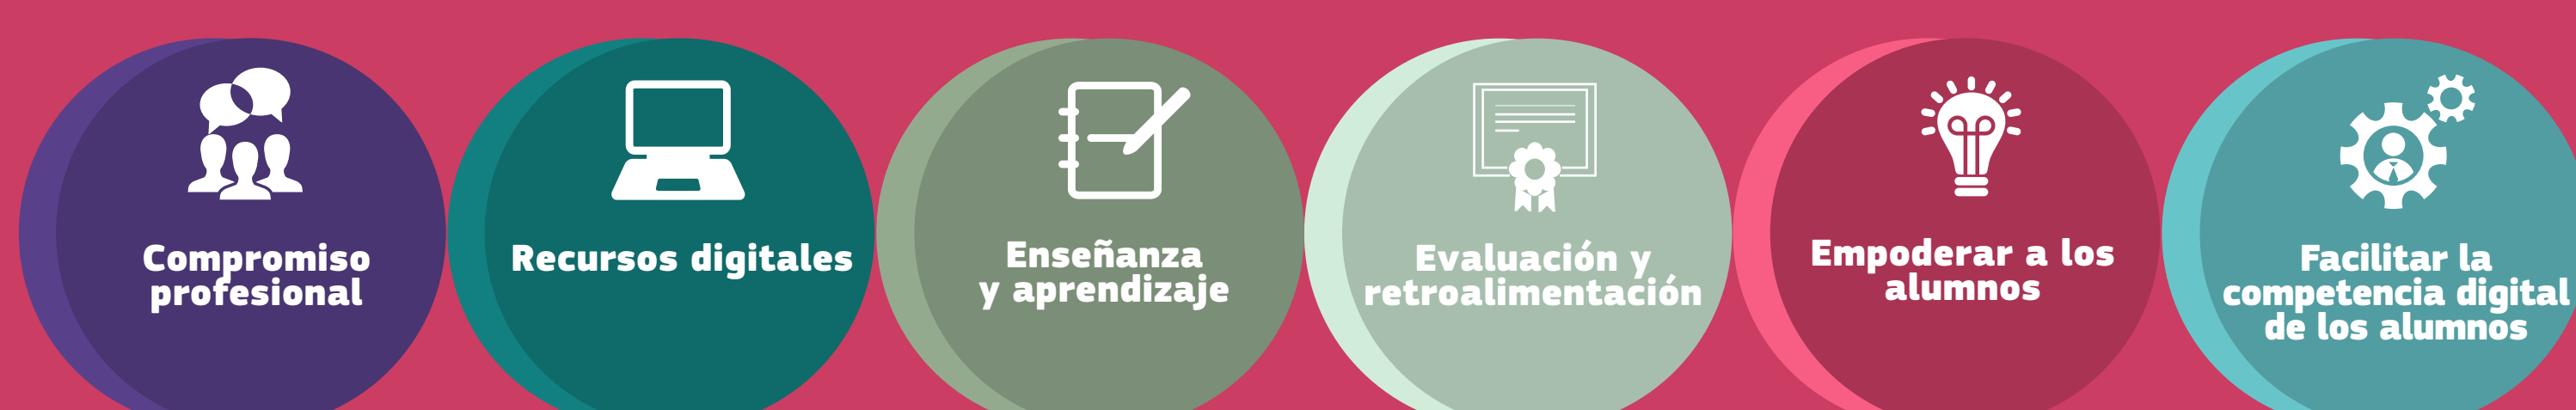 Compromiso
profesional
Recursos digitales
Enseñanza
y aprendizaje
Evaluación y
retroalimentación
Empoderar a los
alumnos
Facilitar la
competencia digital
de los alumnos